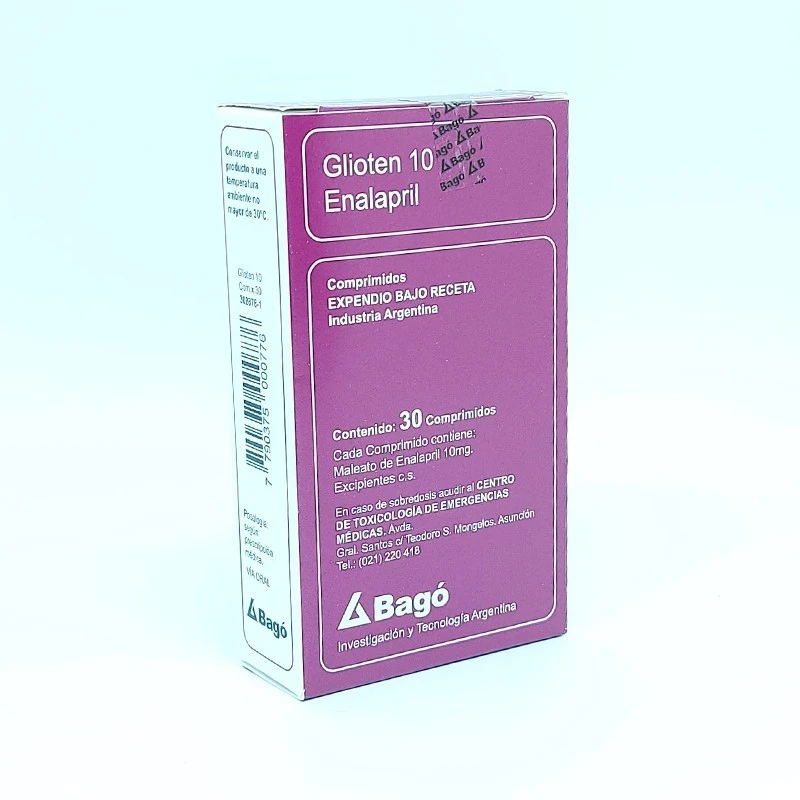 Conservar el
producto a una
temperatura
ambiente no
mayor de 30°C.
Glioten 10
Com x 30
7 790375 000776
Posología:
según
prescripción
médica.
VÍA ORAL
Bagó
Glioten 10
Enalapril
Bagó
Bagó
Bagó
Comprimidos
EXPENDIO BAJO RECETA
Industria Argentina
Contenido: 30 Comprimidos
Cada Comprimido contiene:
Maleato de Enalapril 10mg.
Excipientes c.s.
En caso de sobredosis acudir al CENTRO
DE TOXICOLOGÍA DE EMERGENCIAS
MÉDICAS. Avda.
Gral. Santos c/ Teodoro S. Mongelos. Asunción
Tel.: (021) 220 418
Bagó
Investigación y Tecnología Argentina